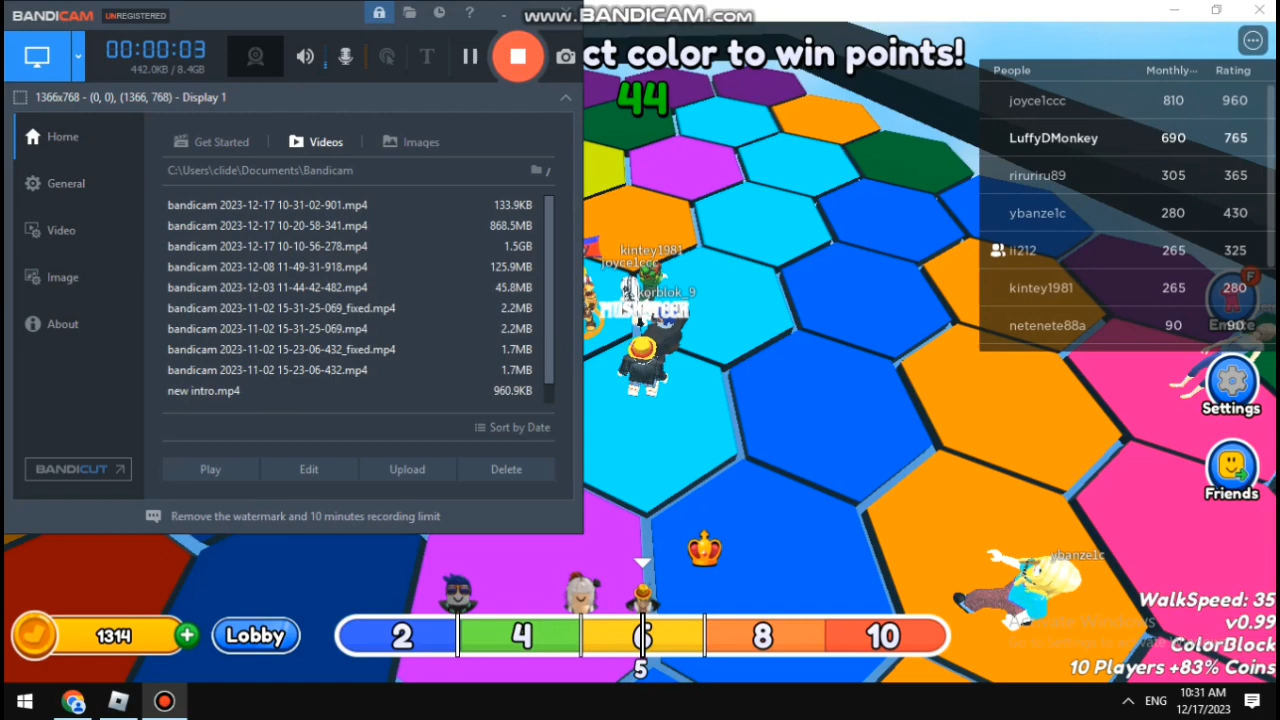 BANDICAM UNREGISTERED
www.BANDICAM.com
00:00:03
442.0KB / 8.4GB
ct color to win points!
44
1366x768 - (0, 0), (1366, 768) - Display 1
Home
General
Video
Image
About
BANDICUT
Get Started
Videos
Images
C:\Users\clide\Documents\Bandicam
bandicam 2023-12-17 10-31-02-901.mp4 133.9KB
bandicam 2023-12-17 10-20-58-341.mp4 868.5MB
bandicam 2023-12-17 10-10-56-278.mp4 1.5GB
bandicam 2023-12-08 11-49-31-918.mp4 125.9MB
bandicam 2023-12-03 11-44-42-482.mp4 45.8MB
bandicam 2023-11-02 15-31-25-069_fixed.mp4 2.2MB
bandicam 2023-11-02 15-31-25-069.mp4 2.2MB
bandicam 2023-11-02 15-23-06-432_fixed.mp4 1.7MB
bandicam 2023-11-02 15-23-06-432.mp4 1.7MB
new intro.mp4 960.9KB
Sort by Date
Play Edit Upload Delete
Remove the watermark and 10 minutes recording limit
People Monthly... Rating
joyce1ccc 810 960
LuffyDMonkey 690 765
riruriru89 305 365
ybanze1c 280 430
ii212 265 325
kintey1981 265 280
netenete88a 90 90
kintey1981
joyce1ccc
F
Emote
Settings
Friends
ybanze1c
WalkSpeed: 35
v0.99
ColorBlock
10 Players +83% Coins
Activate Windows
1314
Lobby
2 4 6 8 10
5
ENG
10:31 AM
12/17/2023